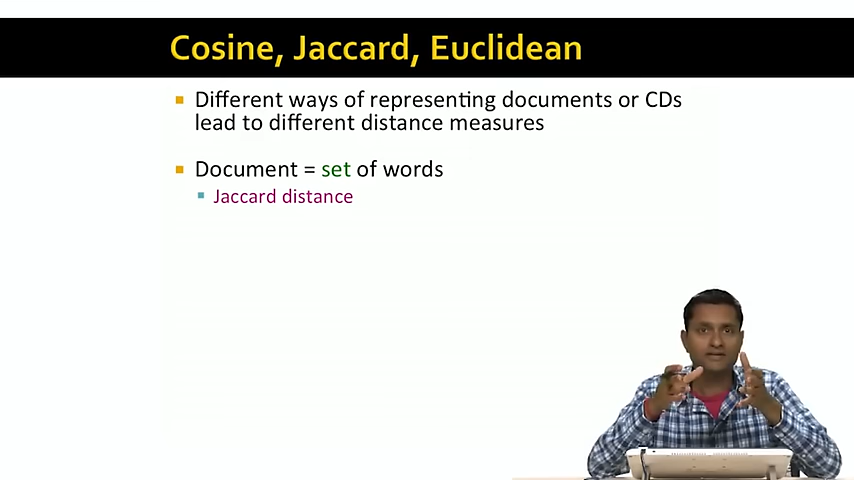 Cosine, Jaccard, Euclidean
Different ways of representing documents or CDs
lead to different distance measures
Document = set of words
Jaccard distance